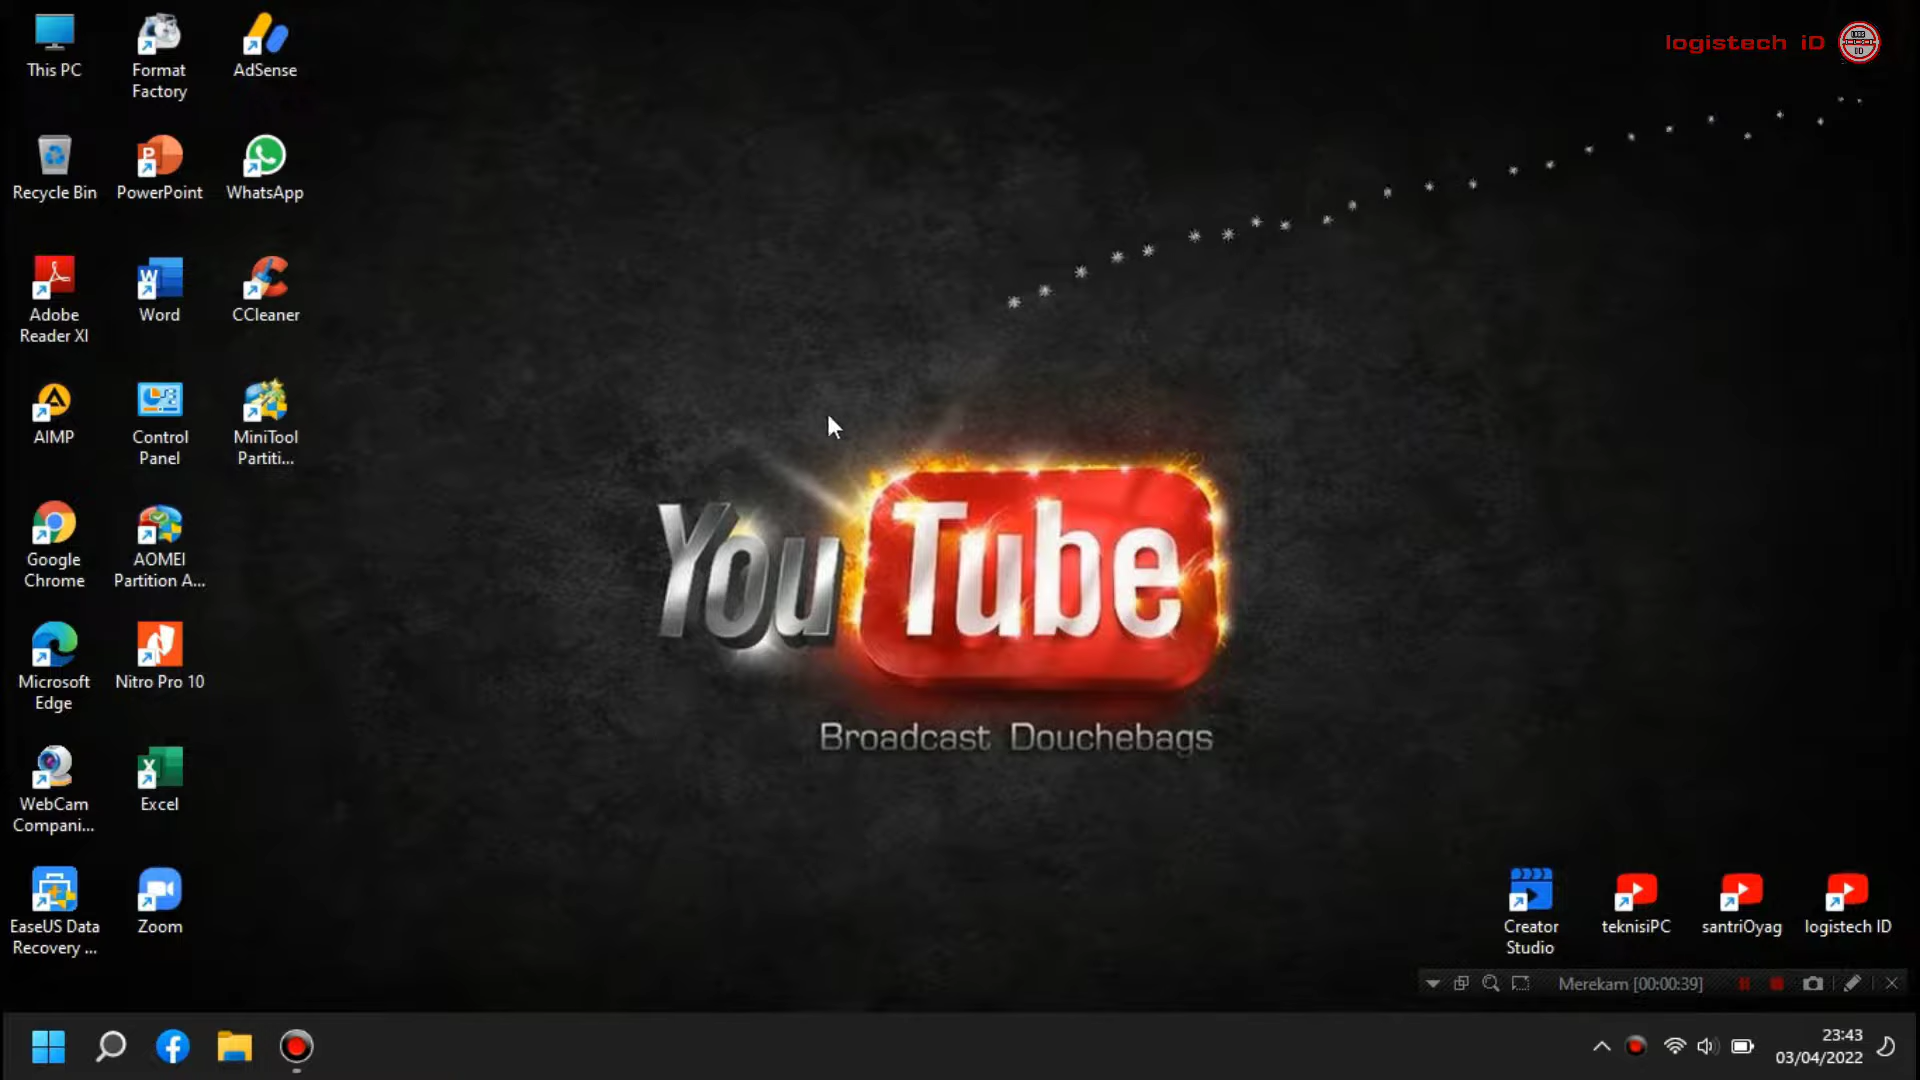 logistech iD
This PC
Format
Factory
AdSense
Recycle Bin
PowerPoint
WhatsApp
Adobe
Reader XI
Word
CCleaner
AIMP
Control
Panel
MiniTool
Partiti...
Google
Chrome
AOMEI
Partition A...
Microsoft
Edge
Nitro Pro 10
WebCam
Compani...
Excel
EaseUS Data
Recovery ...
Zoom
YouTube
Broadcast Douchebags
Creator
Studio
teknisiPC
santriOyag
logistech ID
Merekam [00:00:39]
23:43
03/04/2022